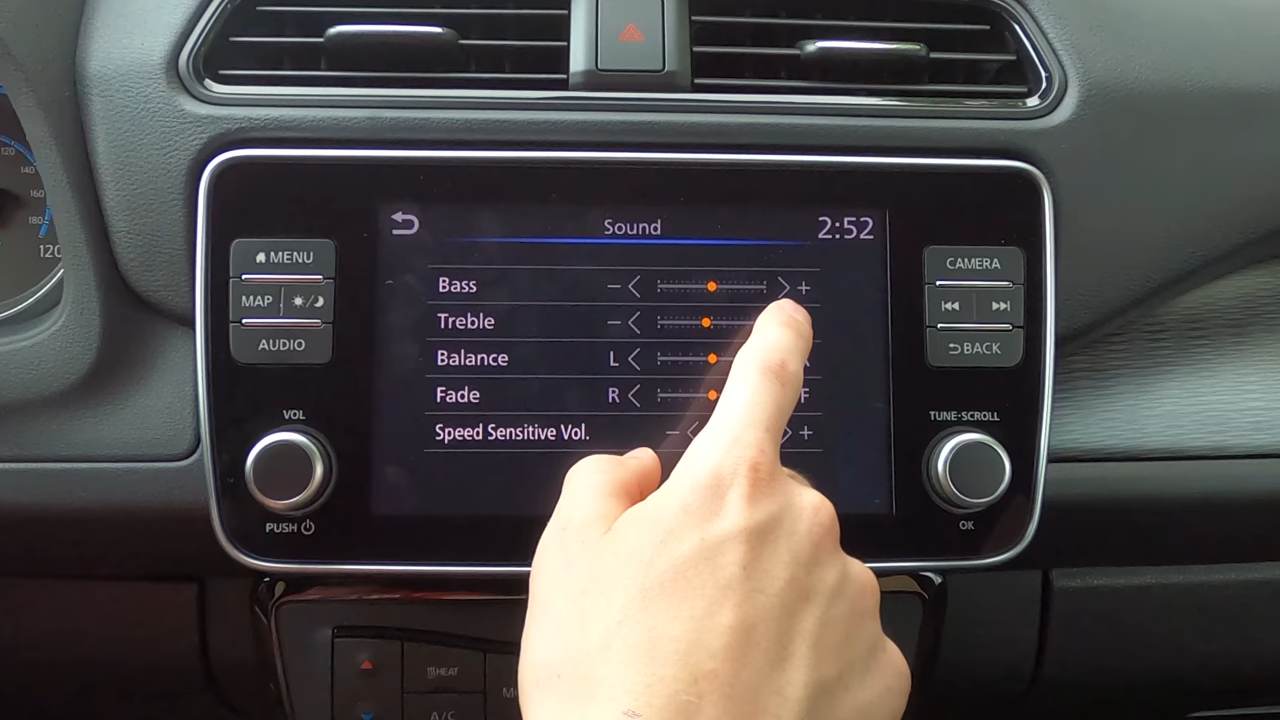 120
140
160
180
120
MENU
MAP
AUDIO
VOL
PUSH
Sound
2:52
Bass − +
Treble −
Balance L
Fade R F
Speed Sensitive Vol. − +
CAMERA
BACK
TUNE·SCROLL
OK
HEAT
A/C